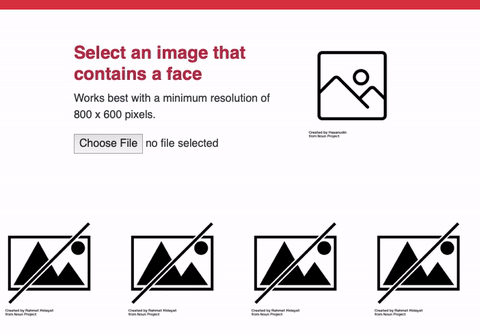 Select an image that
contains a face
Works best with a minimum resolution of
800 x 600 pixels.
Choose File no file selected
Created by Hasanudin
from Noun Project
Created by Rahmat Hidayat
from Noun Project
Created by Rahmat Hidayat
from Noun Project
Created by Rahmat Hidayat
from Noun Project
Created by Rahmat Hidayat
from Noun Project